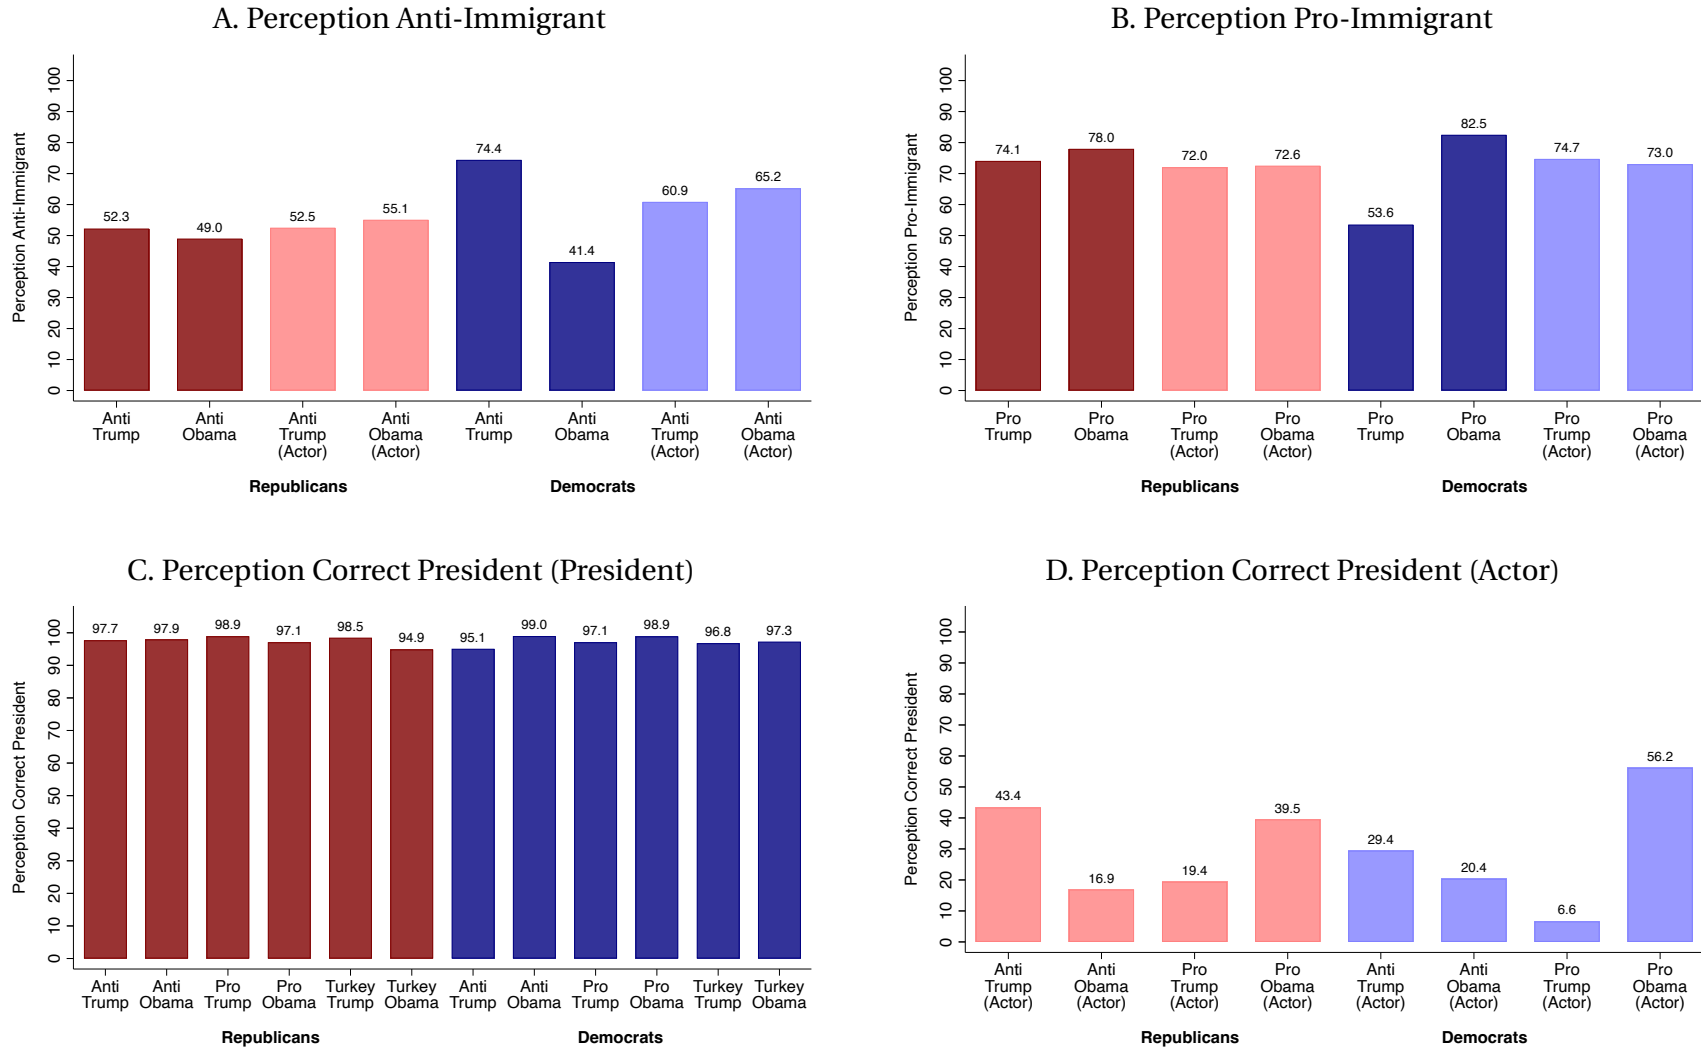 A. Perception Anti-Immigrant
Perception Anti-Immigrant
0 10 20 30 40 50 60 70 80 90 100
52.3 49.0 52.5 55.1 74.4 41.4 60.9 65.2
Anti Anti Anti Anti Anti Anti Anti Anti
Trump Obama Trump Obama Trump Obama Trump Obama
(Actor) (Actor) (Actor) (Actor)
Republicans Democrats
B. Perception Pro-Immigrant
Perception Pro-Immigrant
0 10 20 30 40 50 60 70 80 90 100
74.1 78.0 72.0 72.6 53.6 82.5 74.7 73.0
Pro Pro Pro Pro Pro Pro Pro Pro
Trump Obama Trump Obama Trump Obama Trump Obama
(Actor) (Actor) (Actor) (Actor)
Republicans Democrats
C. Perception Correct President (President)
Perception Correct President
0 10 20 30 40 50 60 70 80 90 100
97.7 97.9 98.9 97.1 98.5 94.9 95.1 99.0 97.1 98.9 96.8 97.3
Anti Anti Pro Pro Turkey Turkey Anti Anti Pro Pro Turkey Turkey
Trump Obama Trump Obama Trump Obama Trump Obama Trump Obama Trump Obama
Republicans Democrats
D. Perception Correct President (Actor)
Perception Correct President
0 10 20 30 40 50 60 70 80 90 100
43.4 16.9 19.4 39.5 29.4 20.4 6.6 56.2
Anti Anti Pro Pro Anti Anti Pro Pro
Trump Obama Trump Obama Trump Obama Trump Obama
(Actor) (Actor) (Actor) (Actor) (Actor) (Actor) (Actor) (Actor)
Republicans Democrats